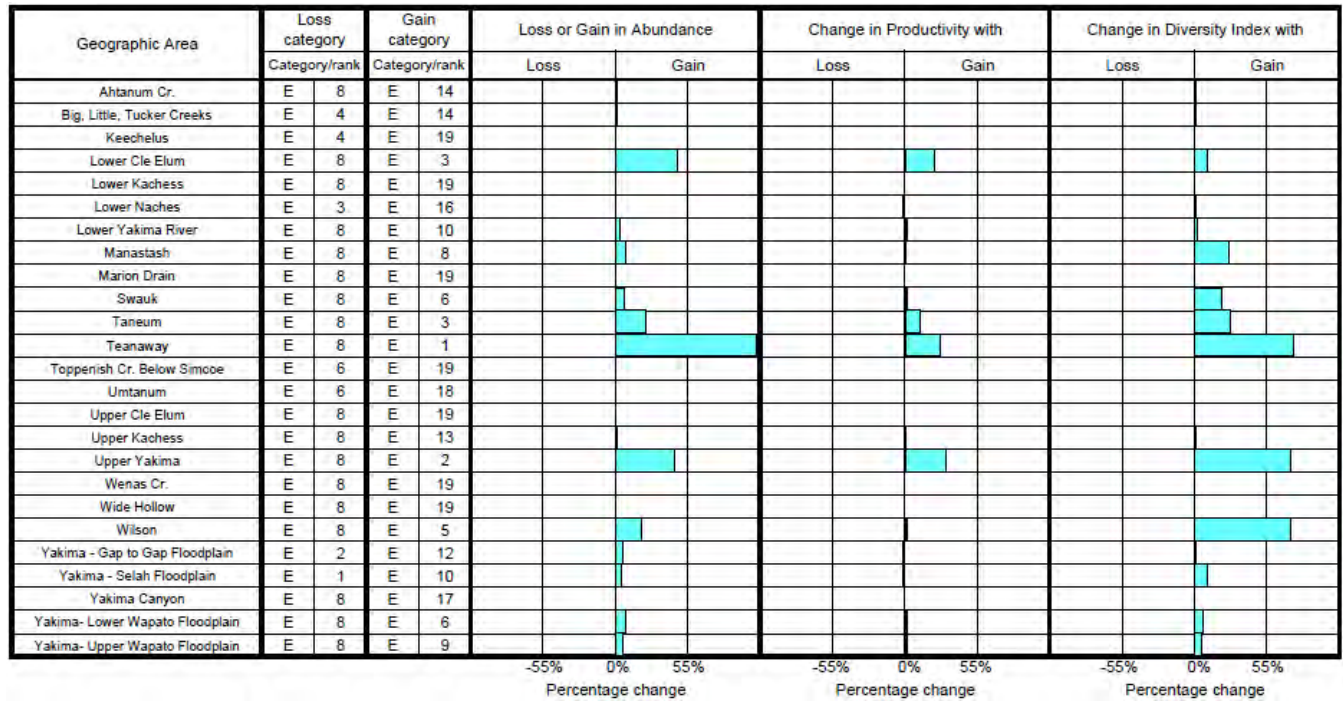 Geographic Area
Loss category
Gain category
Loss or Gain in Abundance
Change in Productivity with
Change in Diversity Index with
Category/rank Category/rank Loss Gain Loss Gain Loss Gain
Ahtanum Cr. E 8 E 14
Big, Little, Tucker Creeks E 4 E 14
Keechelus E 4 E 19
Lower Cle Elum E 8 E 3
Lower Kachess E 8 E 19
Lower Naches E 3 E 16
Lower Yakima River E 8 E 10
Manastash E 8 E 8
Marion Drain E 8 E 19
Swauk E 8 E 6
Taneum E 8 E 3
Teanaway E 8 E 1
Toppenish Cr. Below Simcoe E 6 E 19
Umtanum E 6 E 18
Upper Cle Elum E 8 E 19
Upper Kachess E 8 E 13
Upper Yakima E 8 E 2
Wenas Cr. E 8 E 19
Wide Hollow E 8 E 19
Wilson E 8 E 5
Yakima - Gap to Gap Floodplain E 2 E 12
Yakima - Selah Floodplain E 1 E 10
Yakima Canyon E 8 E 17
Yakima- Lower Wapato Floodplain E 8 E 6
Yakima- Upper Wapato Floodplain E 8 E 9
-55% 0% 55% -55% 0% 55% -55% 0% 55%
Percentage change Percentage change Percentage change